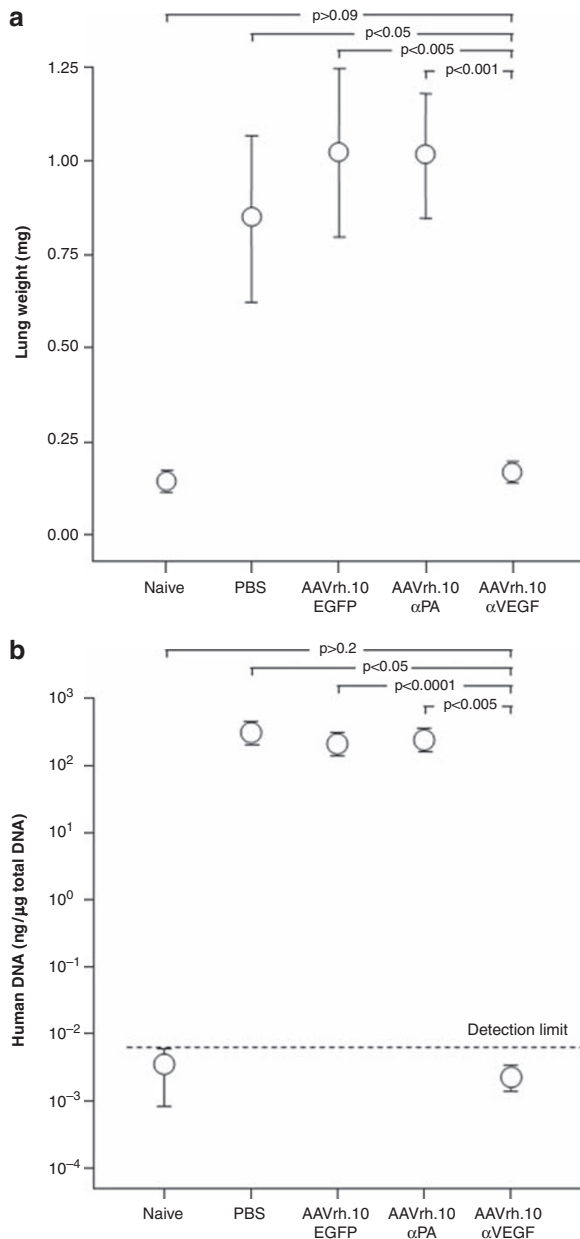 a
p>0.09
p<0.05
p<0.005
p<0.001
1.25
1.00
0.75
0.50
0.25
0.00
Lung weight (mg)
Naive PBS AAVrh.10 EGFP AAVrh.10 αPA AAVrh.10 αVEGF
b
p>0.2
p<0.05
p<0.0001
p<0.005
10³
10²
10¹
10⁰
10⁻¹
10⁻²
10⁻³
10⁻⁴
Human DNA (ng/μg total DNA)
Detection limit
Naive PBS AAVrh.10 EGFP AAVrh.10 αPA AAVrh.10 αVEGF